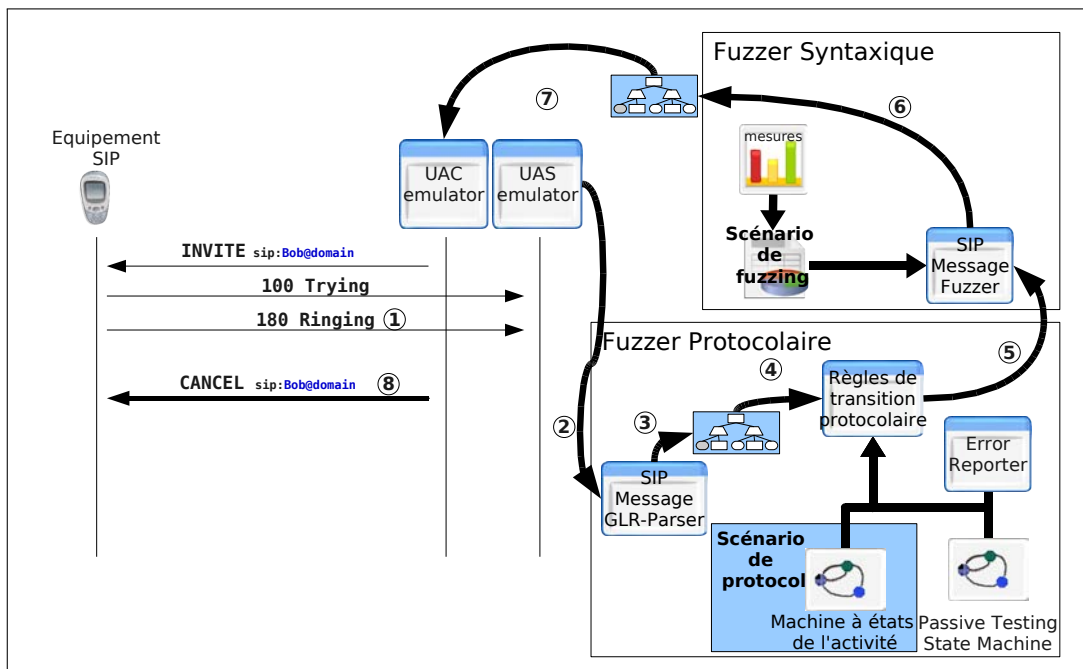 Fuzzer Syntaxique
⑦
⑥
mesures
Equipement
SIP
UAC
emulator
UAS
emulator
Scénario
de
fuzzing
SIP
Message
Fuzzer
INVITE sip:Bob@domain
100 Trying
180 Ringing ①
CANCEL sip:Bob@domain ⑧
Fuzzer Protocolaire
⑤
④
Règles de
transition
protocolaire
②
③
Error
Reporter
SIP
Message
GLR-Parser
Scénario
de
protocol
Machine à états
de l'activité
Passive Testing
State Machine